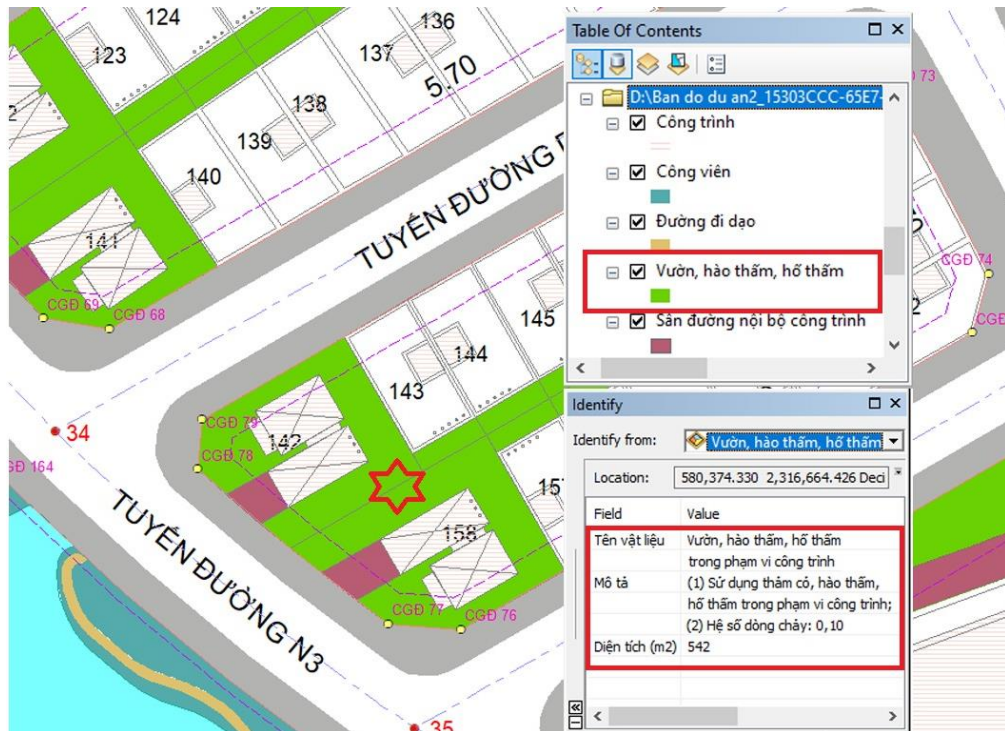 124
136
123
137
73
5.70
138
139
140
TUYẾN ĐƯỜNG
141
CGĐ 69
CGĐ 68
145
144
143
CGĐ 79
142
34
CGĐ 78
CGĐ 164
158
TUYẾN ĐƯỜNG N3
CGĐ 77
CGĐ 76
35
CGĐ 74
Table Of Contents
D:\Ban do du an2_15303CCC-65E7-
Công trình
Công viên
Đường đi dạo
Vườn, hào thấm, hố thấm
Sân đường nội bộ công trình
Identify
Identify from:
Vườn, hào thấm, hố thấm
Location:
580,374.330 2,316,664.426 Deci
Field Value
Tên vật liệu Vườn, hào thấm, hố thấm
trong phạm vi công trình
Mô tả (1) Sử dụng thảm cỏ, hào thấm,
hố thấm trong phạm vi công trình;
(2) Hệ số dòng chảy: 0,10
Diện tích (m2) 542